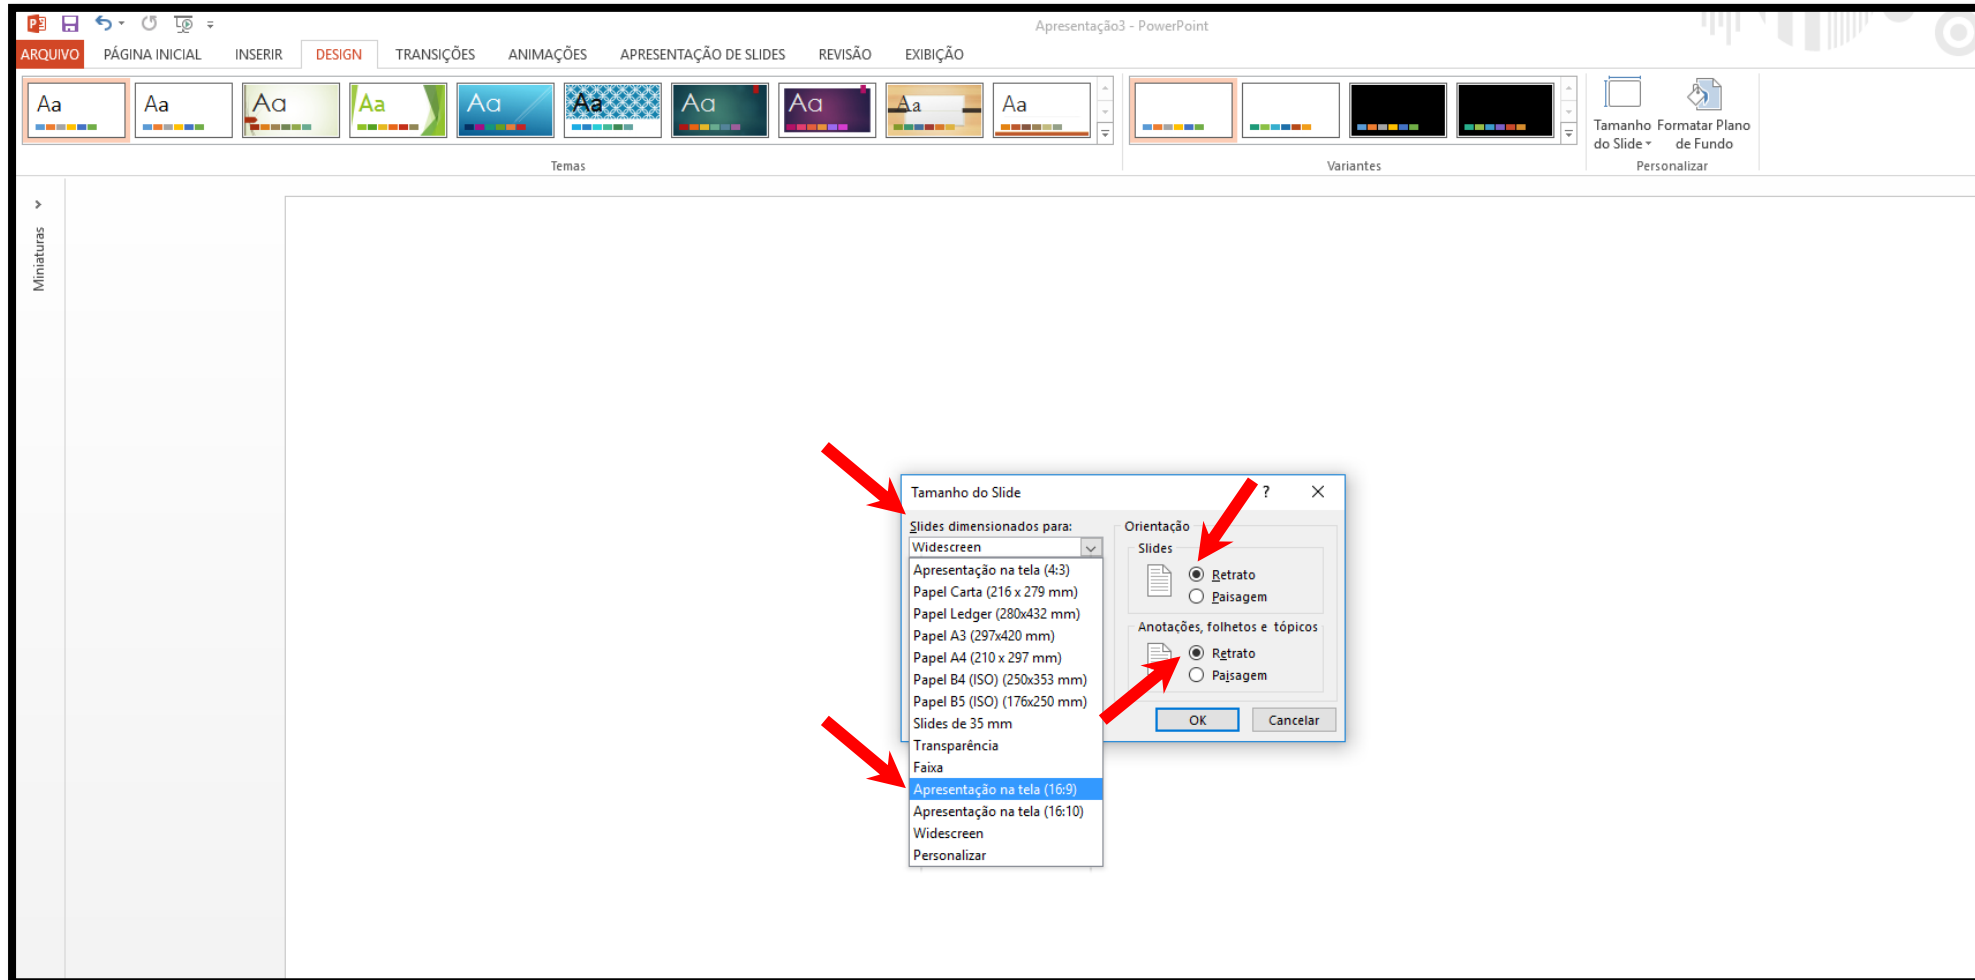 Apresentação3 - PowerPoint
ARQUIVO PÁGINA INICIAL INSERIR DESIGN TRANSIÇÕES ANIMAÇÕES APRESENTAÇÃO DE SLIDES REVISÃO EXIBIÇÃO
Aa Aa Aa Aa Aa Aa Aa Aa Aa Aa
Tamanho do Slide
Formatar Plano de Fundo
Temas Variantes Personalizar
Miniaturas
Tamanho do Slide ?
Slides dimensionados para:
Widescreen
Apresentação na tela (4:3)
Papel Carta (216 x 279 mm)
Papel Ledger (280x432 mm)
Papel A3 (297x420 mm)
Papel A4 (210 x 297 mm)
Papel B4 (ISO) (250x353 mm)
Papel B5 (ISO) (176x250 mm)
Slides de 35 mm
Transparência
Faixa
Apresentação na tela (16:9)
Apresentação na tela (16:10)
Widescreen
Personalizar
Orientação
Slides
Retrato
Paisagem
Anotações, folhetos e tópicos
Retrato
Paisagem
OK Cancelar